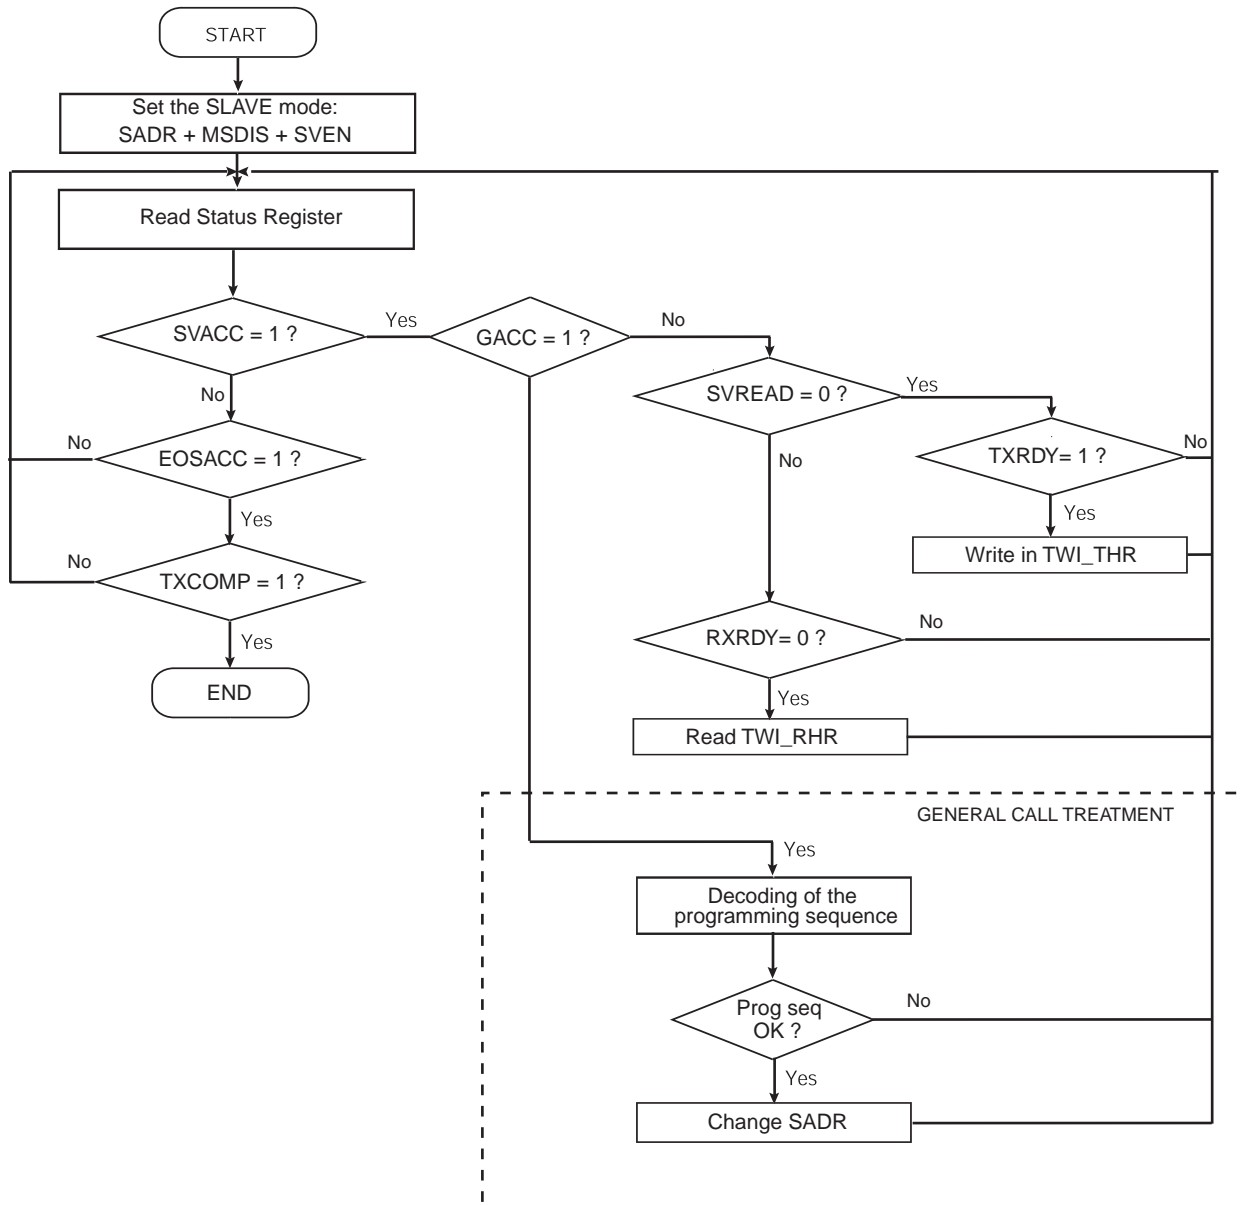 START
Set the SLAVE mode:
SADR + MSDIS + SVEN
Read Status Register
SVACC = 1 ?
Yes
GACC = 1 ?
No
SVREAD = 0 ?
Yes
No
EOSACC = 1 ?
No
TXRDY= 1 ?
No
No
Yes
Yes
Write in TWI_THR
TXCOMP = 1 ?
No
RXRDY= 0 ?
No
Yes
END
Yes
Read TWI_RHR
GENERAL CALL TREATMENT
Yes
Decoding of the
programming sequence
Prog seq
OK ?
No
Yes
Change SADR